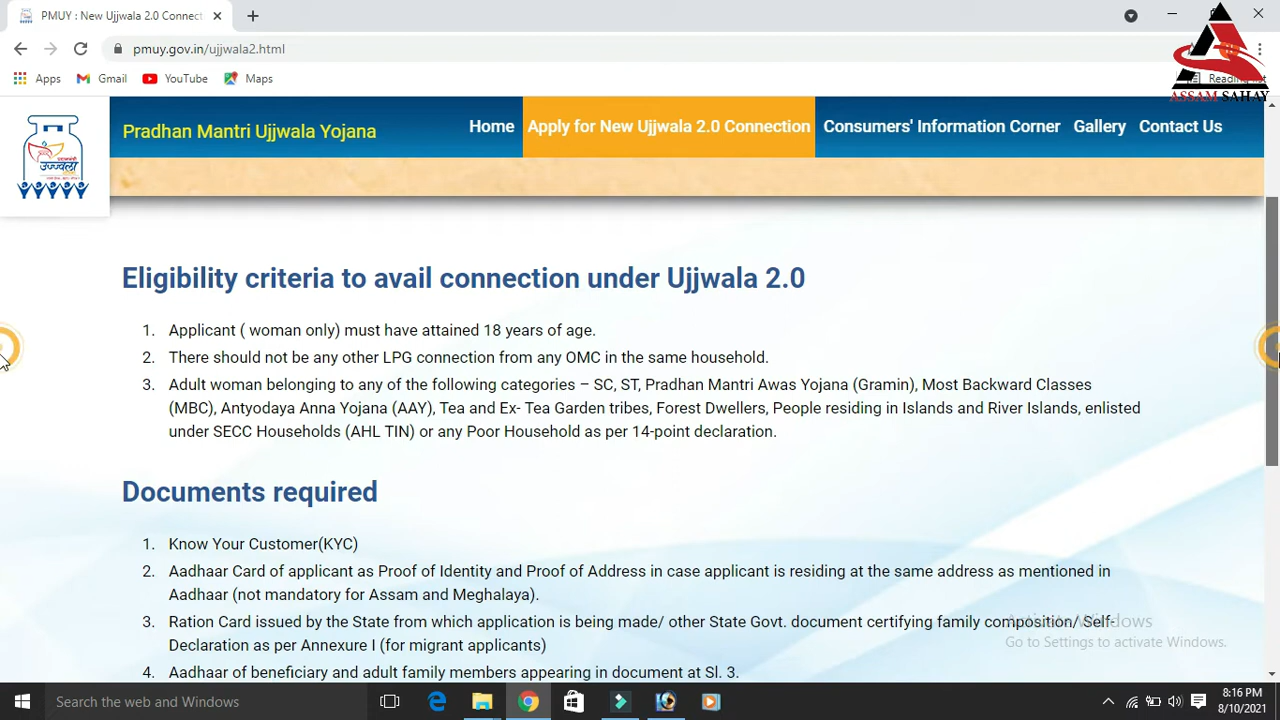 PMUY : New Ujjwala 2.0 Connect
pmuy.gov.in/ujjwala2.html
Apps Gmail YouTube Maps Reading list
ASSAM SAHAY
उज्ज्वला
Pradhan Mantri Ujjwala Yojana
Home Apply for New Ujjwala 2.0 Connection Consumers' Information Corner Gallery Contact Us
Eligibility criteria to avail connection under Ujjwala 2.0
1. Applicant ( woman only) must have attained 18 years of age.
2. There should not be any other LPG connection from any OMC in the same household.
3. Adult woman belonging to any of the following categories – SC, ST, Pradhan Mantri Awas Yojana (Gramin), Most Backward Classes
(MBC), Antyodaya Anna Yojana (AAY), Tea and Ex- Tea Garden tribes, Forest Dwellers, People residing in Islands and River Islands, enlisted
under SECC Households (AHL TIN) or any Poor Household as per 14-point declaration.
Documents required
1. Know Your Customer(KYC)
2. Aadhaar Card of applicant as Proof of Identity and Proof of Address in case applicant is residing at the same address as mentioned in
Aadhaar (not mandatory for Assam and Meghalaya).
3. Ration Card issued by the State from which application is being made/ other State Govt. document certifying family composition/ Self-
Declaration as per Annexure I (for migrant applicants)
4. Aadhaar of beneficiary and adult family members appearing in document at Sl. 3.
Activate Windows
Go to Settings to activate Windows.
Search the web and Windows
8:16 PM
8/10/2021